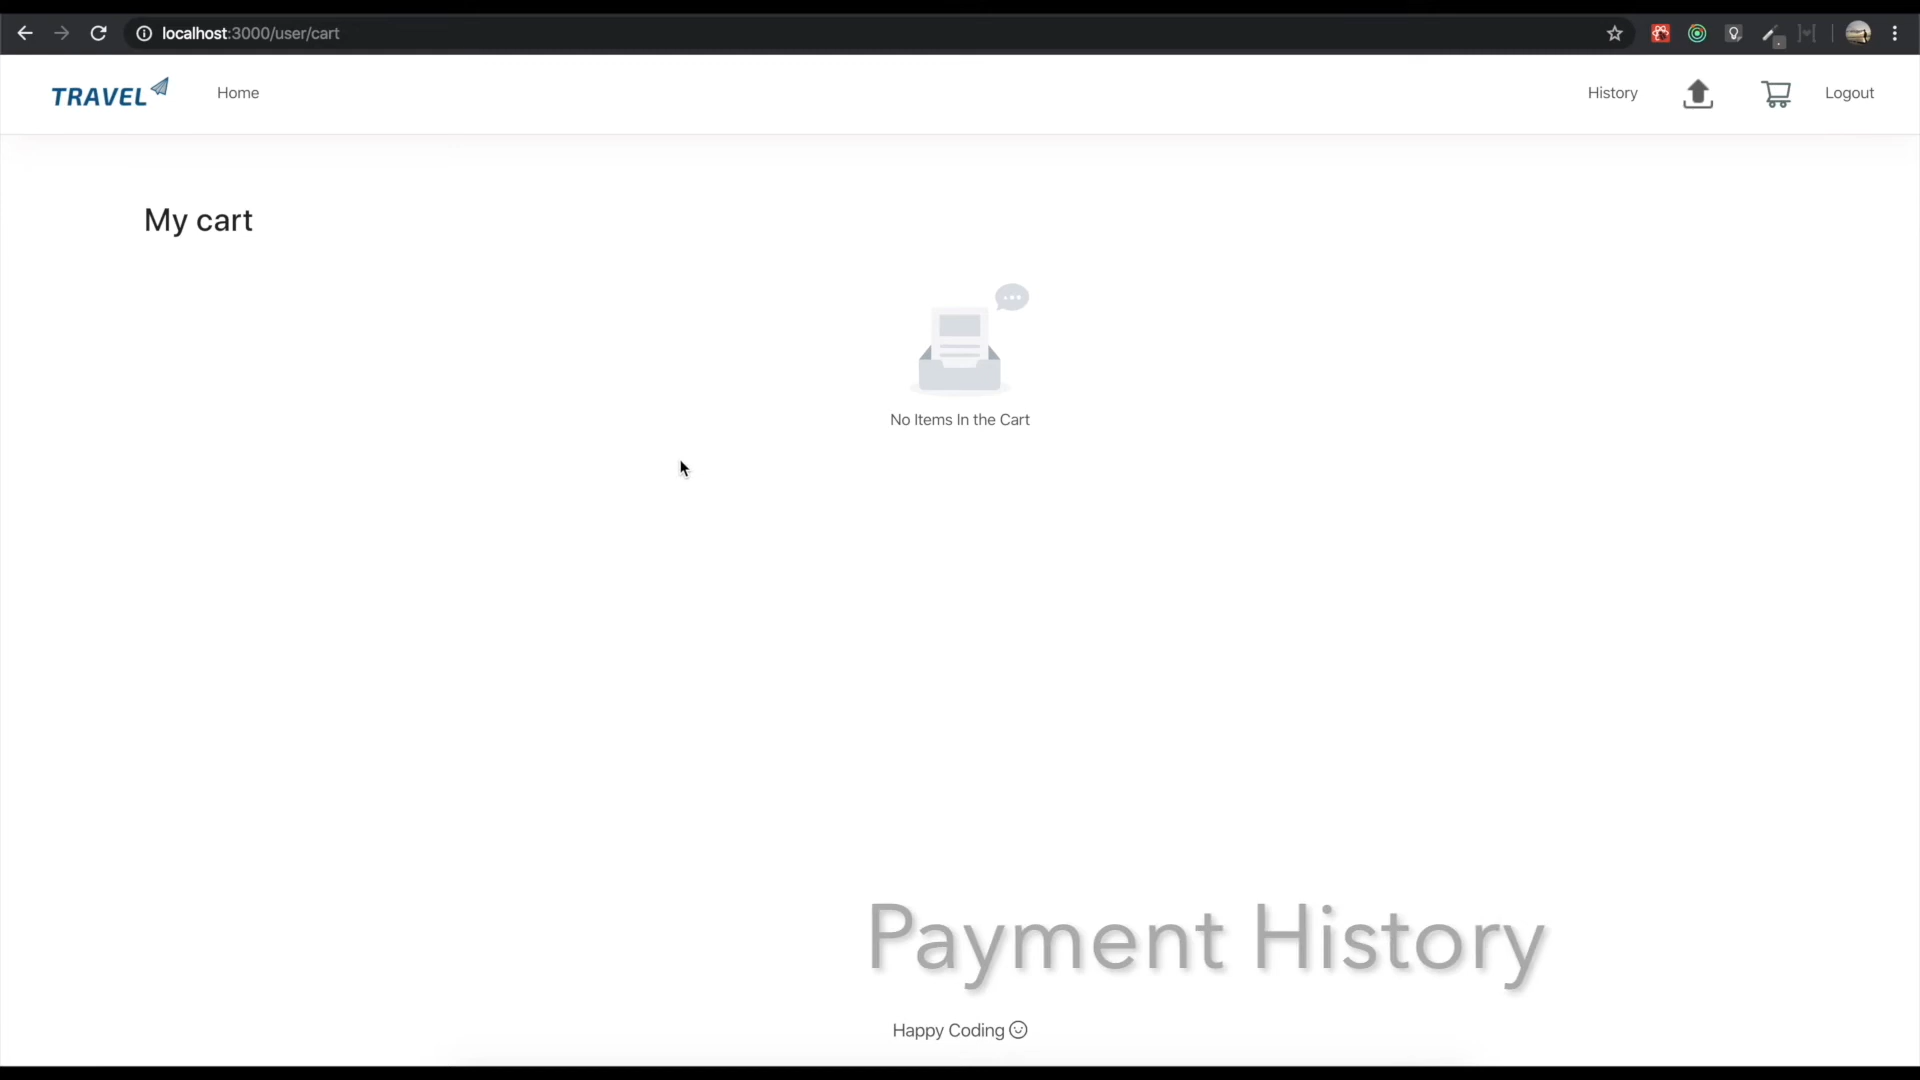 localhost:3000/user/cart
TRAVEL
Home
History
Logout
My cart
No Items In the Cart
Payment History
Happy Coding